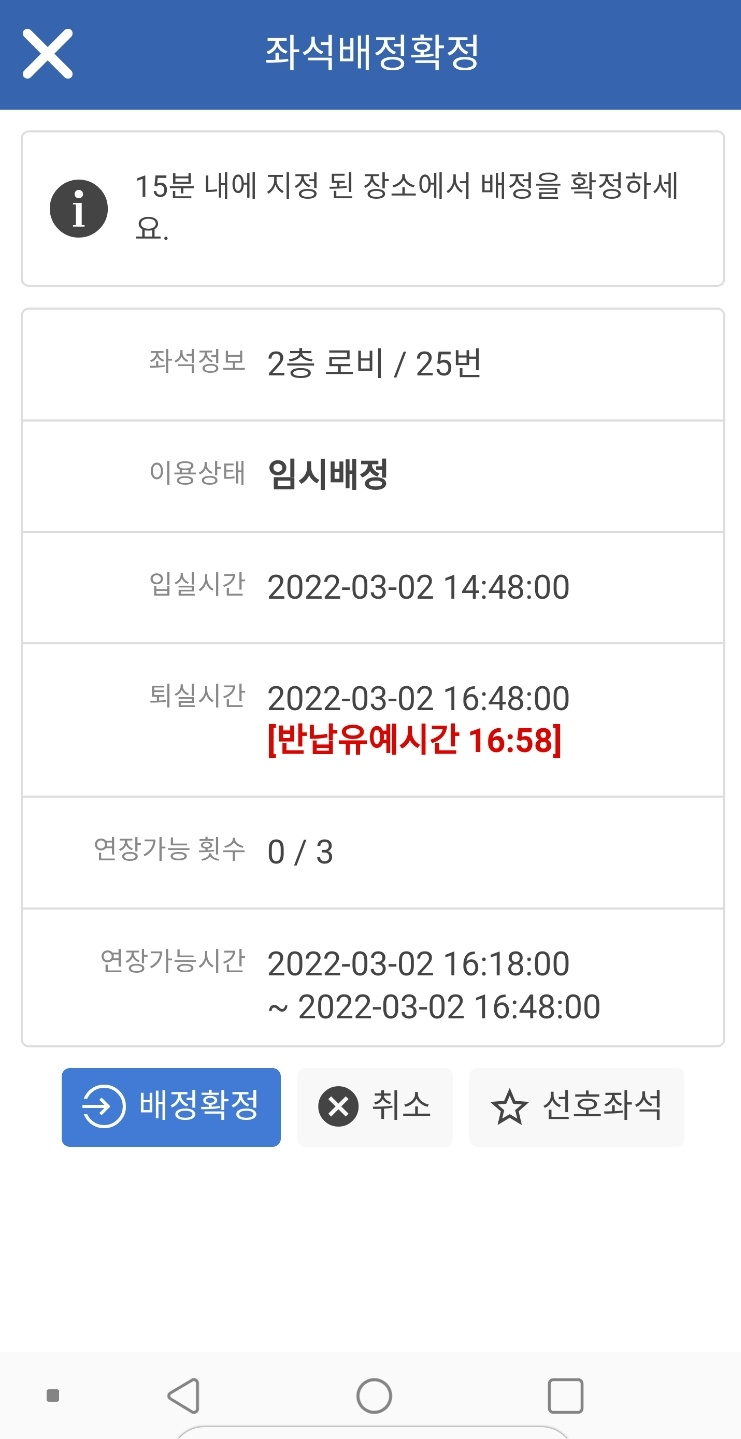 좌석배정확정
15분 내에 지정 된 장소에서 배정을 확정하세
요.
좌석정보 2층 로비 / 25번
이용상태 임시배정
입실시간 2022-03-02 14:48:00
퇴실시간 2022-03-02 16:48:00
[반납유예시간 16:58]
연장가능 횟수 0 / 3
연장가능시간 2022-03-02 16:18:00
~ 2022-03-02 16:48:00
배정확정 취소 선호좌석